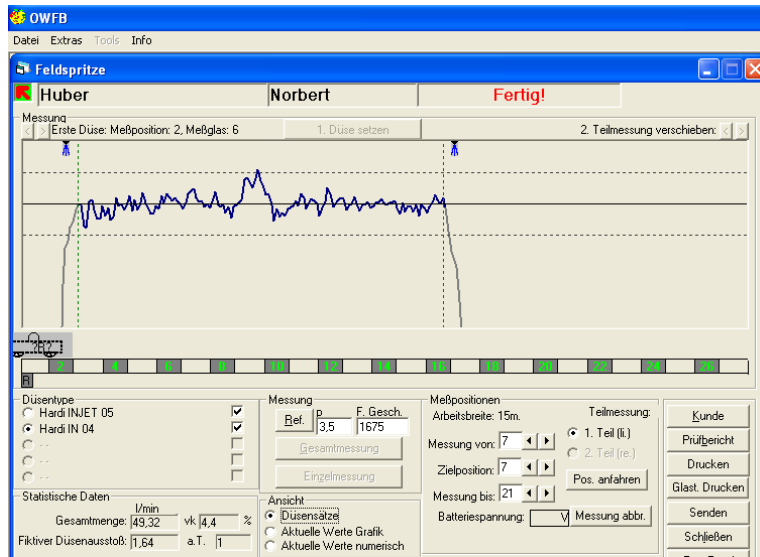 OWFB
Datei Extras Tools Info
Feldspritze
Huber Norbert Fertig!
Messung
< > Erste Düse: Meßposition: 2, Meßglas: 6 1. Düse setzen 2. Teilmessung verschieben: < >
?R?
2 4 6 8 10 12 14 16 18 20 22 24 26
R
Düsentype
Hardi INJET 05
Hardi IN 04
- -
- -
Messung
Ref. p F. Gesch.
3,5 1675
Gesamtmessung
Einzelmessung
Meßpositionen
Arbeitsbreite: 15m. Teilmessung:
Messung von: 7 1. Teil (li.)
2. Teil (re.)
Zielposition: 7 Pos. anfahren
Messung bis: 21
Batteriespannung: V Messung abbr.
Kunde
Prüfbericht
Drucken
Glast. Drucken
Senden
Schließen
Statistische Daten
l/min
Gesamtmenge: 49,32 vk 4,4 %
Fiktiver Düsenausstoß: 1,64 a.T. 1
Ansicht
Düsensätze
Aktuelle Werte Grafik
Aktuelle Werte numerisch